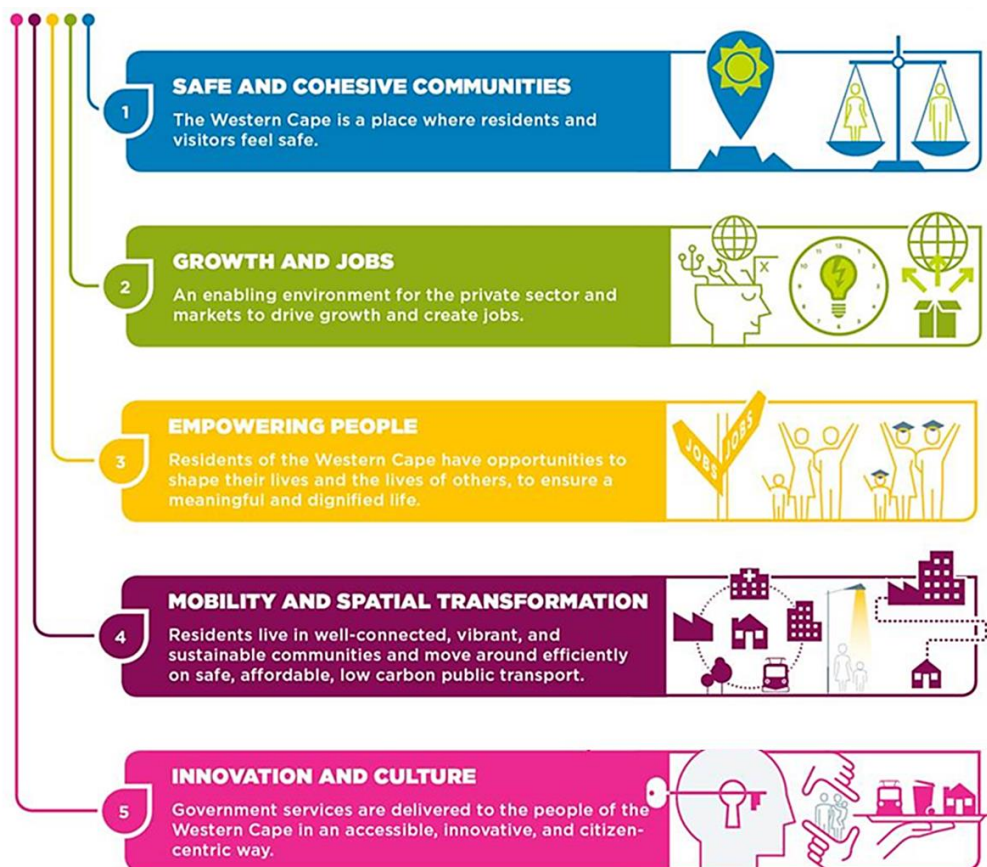 1
SAFE AND COHESIVE COMMUNITIES
The Western Cape is a place where residents and
visitors feel safe.
2
GROWTH AND JOBS
An enabling environment for the private sector and
markets to drive growth and create jobs.
X
12
3
EMPOWERING PEOPLE
Residents of the Western Cape have opportunities to
shape their lives and the lives of others, to ensure a
meaningful and dignified life.
JOBS
JOBS
4
MOBILITY AND SPATIAL TRANSFORMATION
Residents live in well-connected, vibrant, and
sustainable communities and move around efficiently
on safe, affordable, low carbon public transport.
5
INNOVATION AND CULTURE
Government services are delivered to the people of the
Western Cape in an accessible, innovative, and citizen-
centric way.